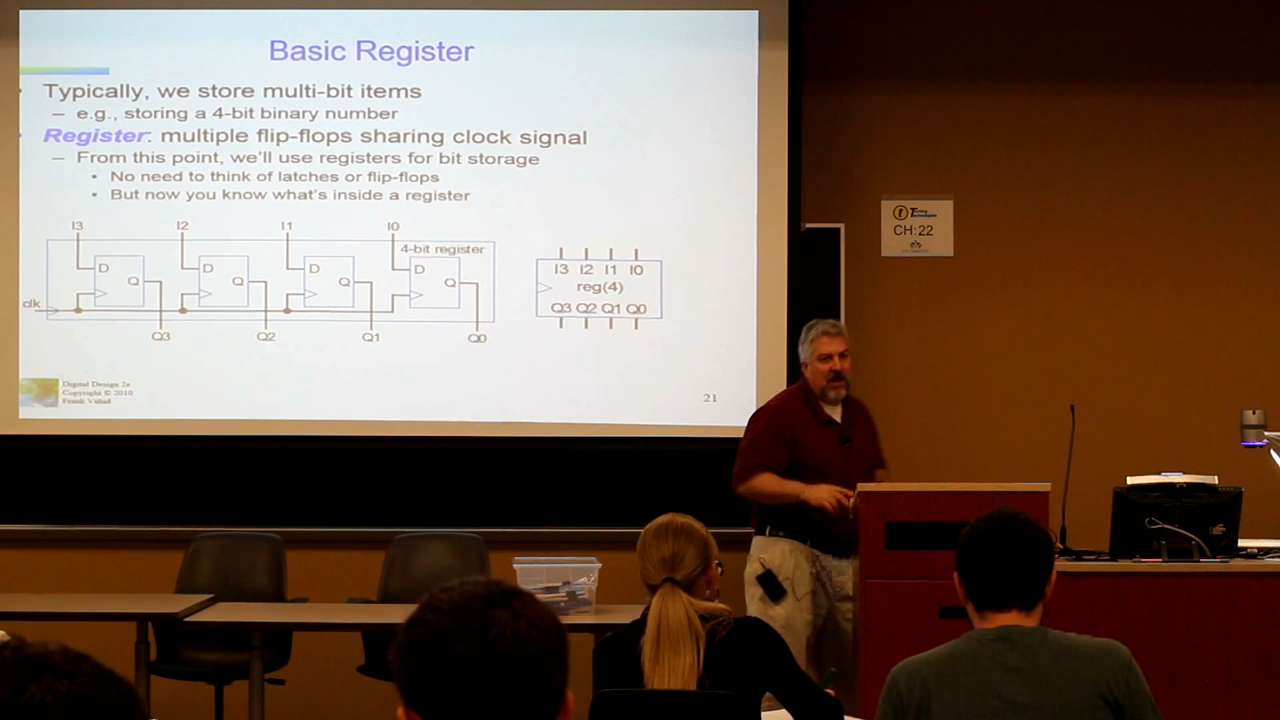 Basic Register
Typically, we store multi-bit items
– e.g., storing a 4-bit binary number
Register: multiple flip-flops sharing clock signal
– From this point, we'll use registers for bit storage
• No need to think of latches or flip-flops
• But now you know what's inside a register
I3 I2 I1 I0
4-bit register
D D D D
Q Q Q Q
clk
Q3 Q2 Q1 Q0
I3 I2 I1 I0
reg(4)
Q3 Q2 Q1 Q0
Digital Design 2e
Copyright © 2010
Frank Vahid
21
Turning
Technologies
CH:22